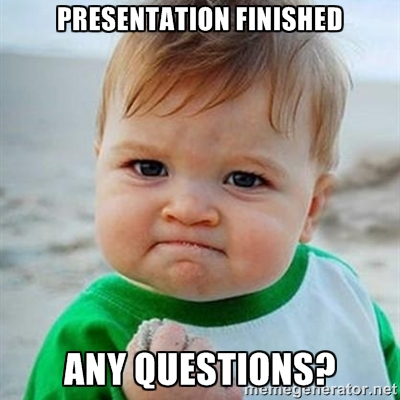 PRESENTATION FINISHED
ANY QUESTIONS?
memegenerator.net